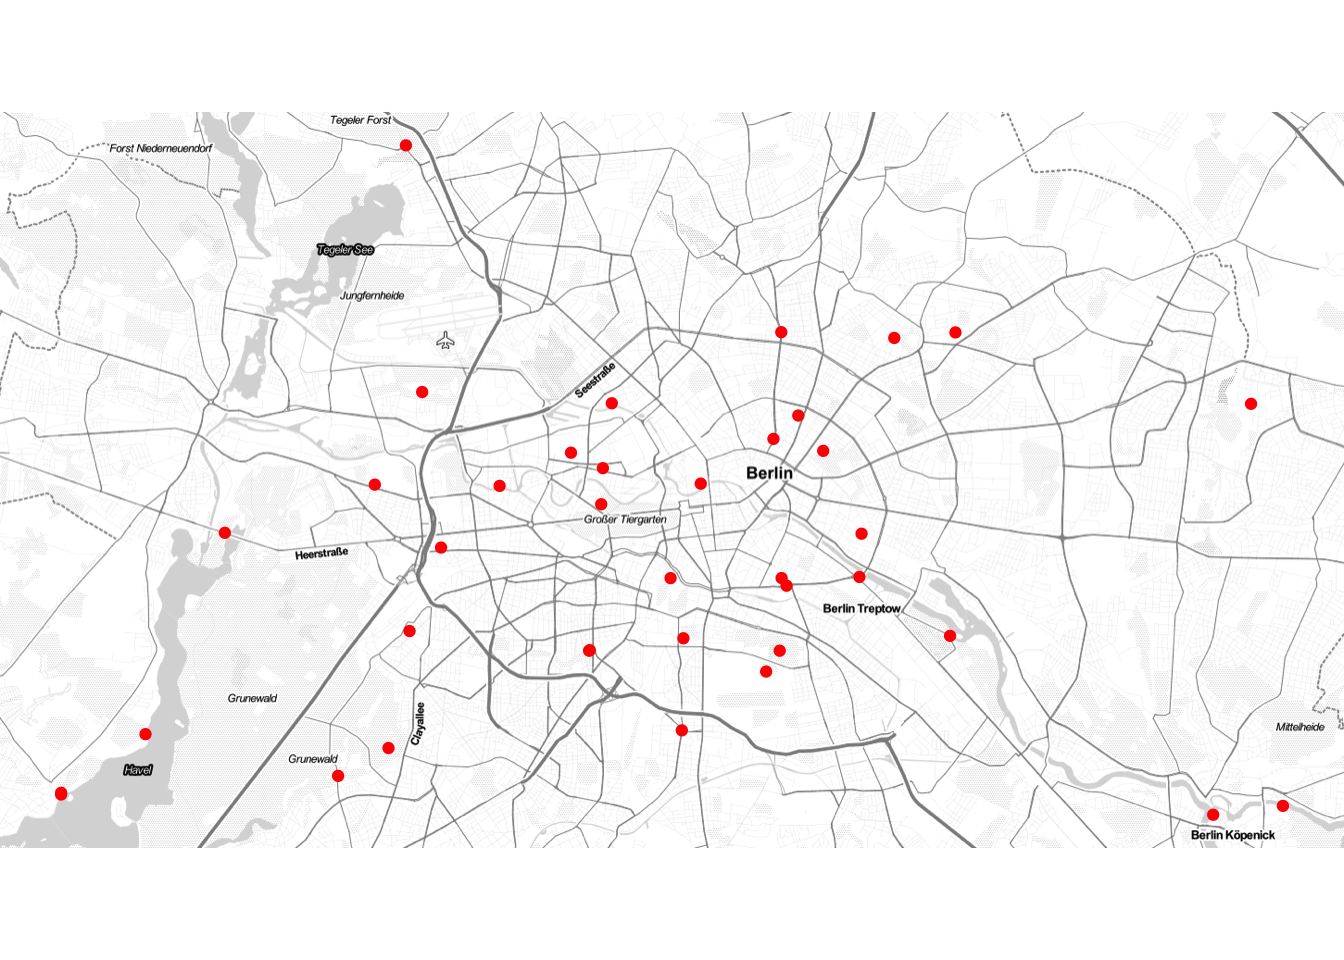 Tegeler Forst
Forst Niederneuendorf
Tegeler See
Jungfernheide
Seestraße
Berlin
Großer Tiergarten
Heerstraße
Berlin Treptow
Grunewald
Clayallee
Mittelheide
Grunewald
Havel
Berlin Köpenick